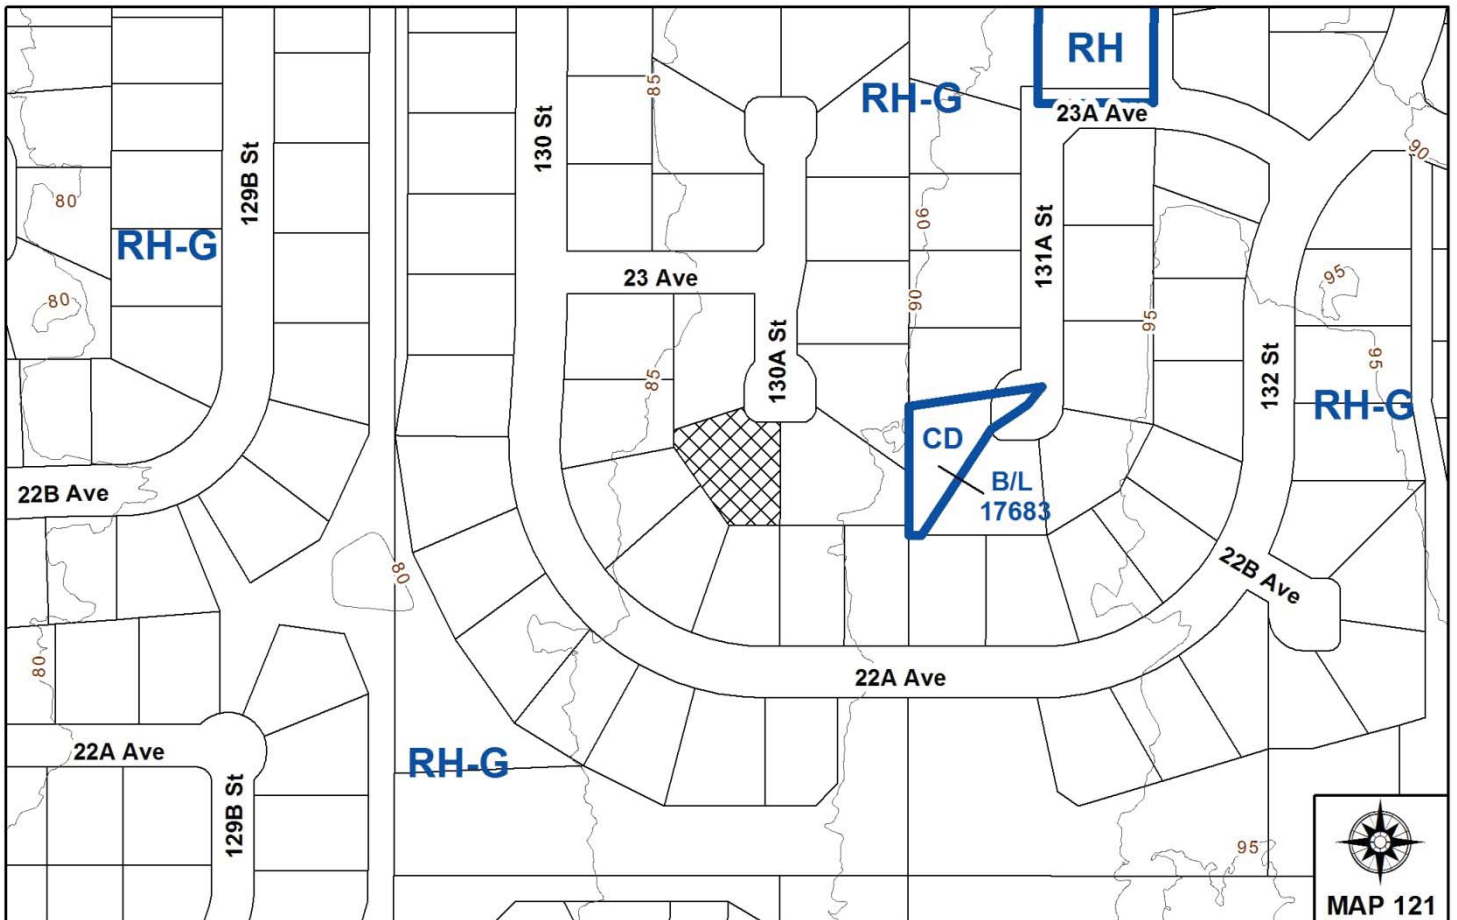 RH
RH-G
23A Ave
85
130 St
90
129B St
80
RH-G
90
131A St
23 Ave
95
80
90
95
130A St
85
132 St
95
RH-G
CD
B/L
17683
22B Ave
80
22B Ave
80
22A Ave
22A Ave
RH-G
129B St
95
MAP 121